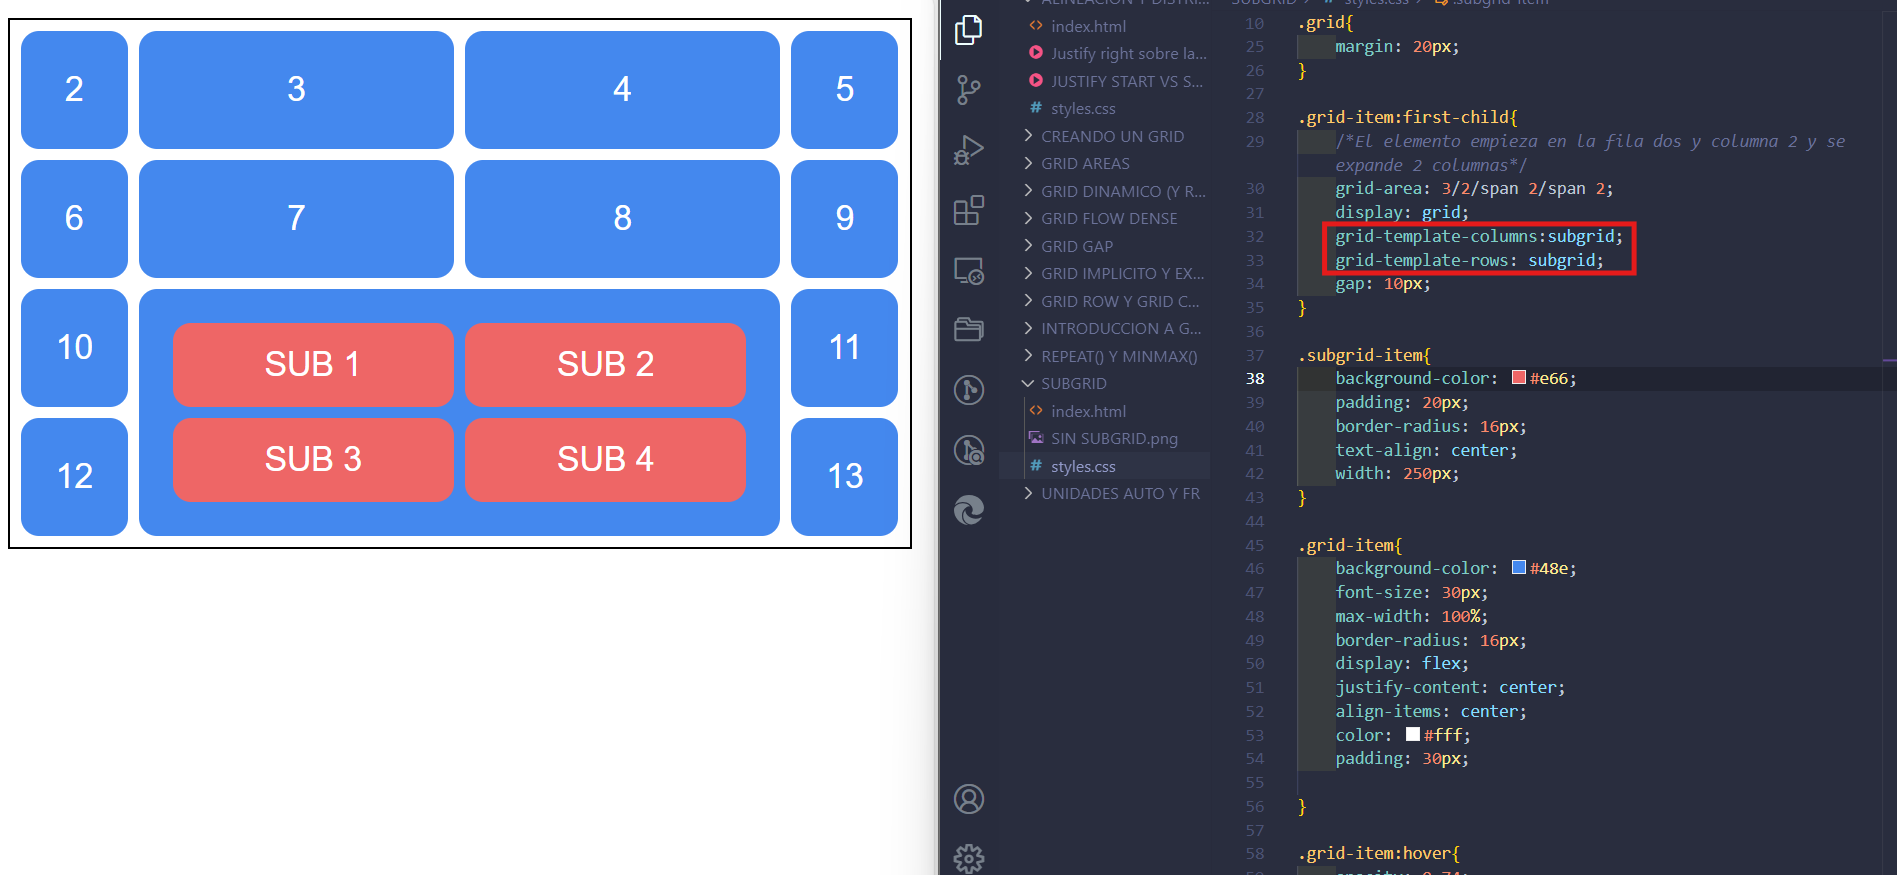 2
3
4
5
6
7
8
9
10
SUB 1
SUB 2
11
SUB 3
SUB 4
12
13
index.html
Justify right sobre la...
JUSTIFY START VS S...
styles.css
CREANDO UN GRID
GRID AREAS
GRID DINAMICO (Y R...
GRID FLOW DENSE
GRID GAP
GRID IMPLICITO Y EX...
GRID ROW Y GRID C...
INTRODUCCION A G...
REPEAT() Y MINMAX()
SUBGRID
index.html
SIN SUBGRID.png
styles.css
UNIDADES AUTO Y FR
10 .grid{
25 margin: 20px;
26 }
27
28 .grid-item:first-child{
29 /*El elemento empieza en la fila dos y columna 2 y se
expande 2 columnas*/
30 grid-area: 3/2/span 2/span 2;
31 display: grid;
32 grid-template-columns:subgrid;
33 grid-template-rows: subgrid;
34 gap: 10px;
35 }
36
37 .subgrid-item{
38 background-color: #e66;
39 padding: 20px;
40 border-radius: 16px;
41 text-align: center;
42 width: 250px;
43 }
44
45 .grid-item{
46 background-color: #48e;
47 font-size: 30px;
48 max-width: 100%;
49 border-radius: 16px;
50 display: flex;
51 justify-content: center;
52 align-items: center;
53 color: #fff;
54 padding: 30px;
55
56 }
57
58 .grid-item:hover{